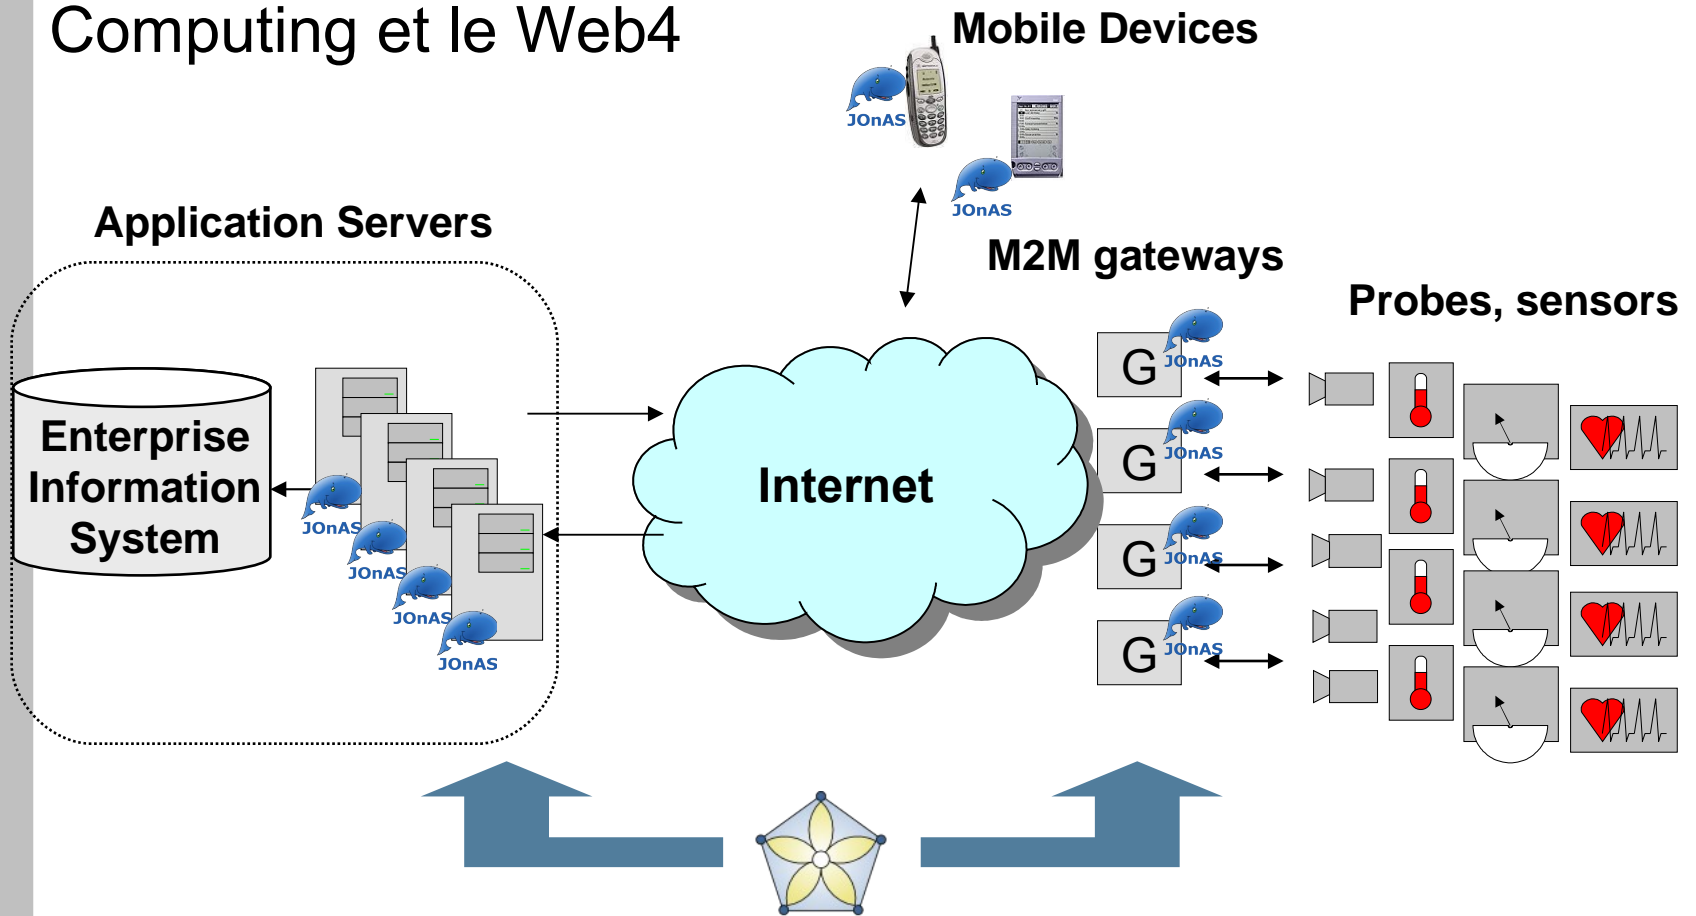 Computing et le Web4
Mobile Devices
JOnAS
JOnAS
Application Servers
M2M gateways
Probes, sensors
Enterprise
Information
System
JOnAS
JOnAS
JOnAS
JOnAS
Internet
G
JOnAS
G
JOnAS
G
JOnAS
G
JOnAS